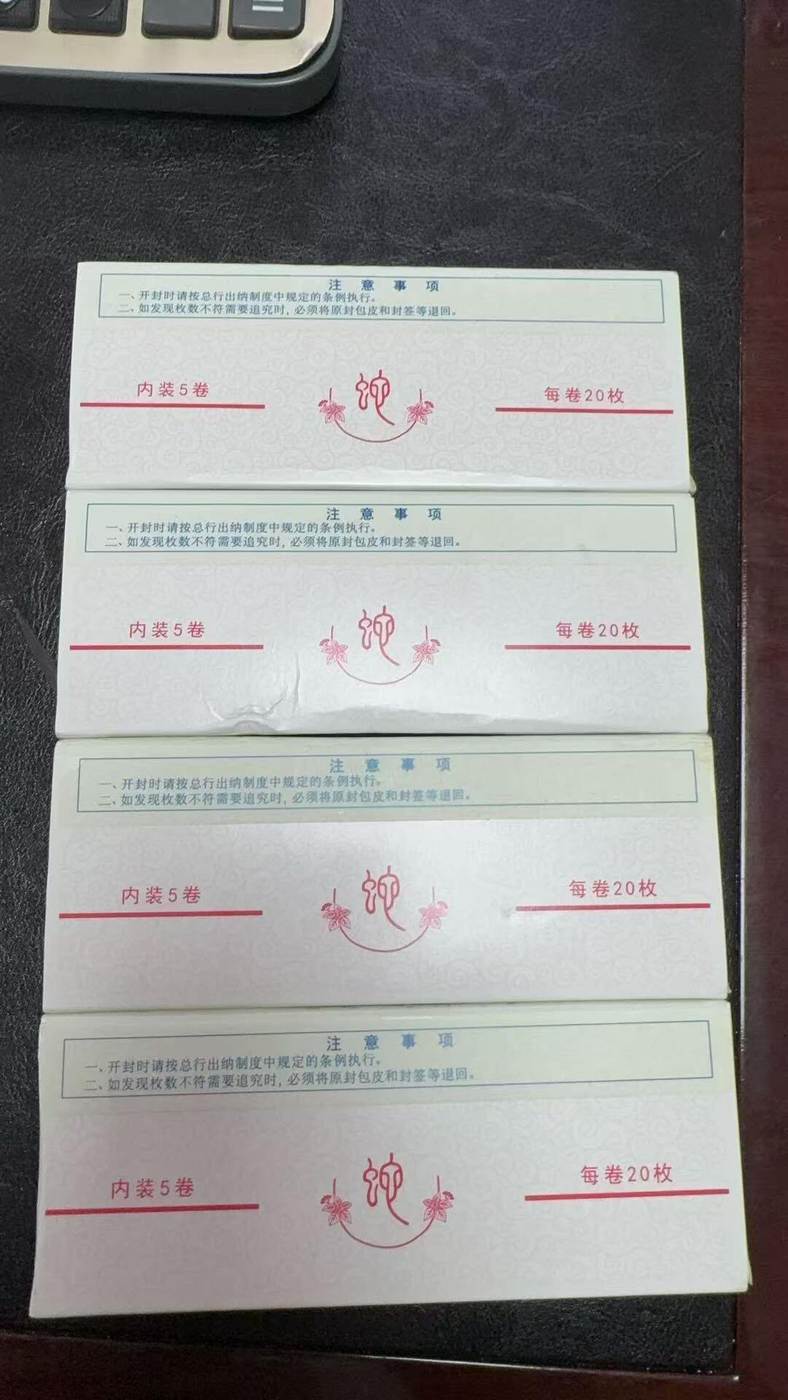 注 意 事 项
一、开封时请按总行出纳制度中规定的条例执行。
二、如发现枚数不符需要追究时，必须将原封包皮和封签等退回。
内装5卷
蛇
每卷20枚
注 意 事 项
一、开封时请按总行出纳制度中规定的条例执行。
二、如发现枚数不符需要追究时，必须将原封包皮和封签等退回。
内装5卷
蛇
每卷20枚
注 意 事 项
一、开封时请按总行出纳制度中规定的条例执行。
二、如发现枚数不符需要追究时，必须将原封包皮和封签等退回。
内装5卷
蛇
每卷20枚
注 意 事 项
一、开封时请按总行出纳制度中规定的条例执行。
二、如发现枚数不符需要追究时，必须将原封包皮和封签等退回。
内装5卷
蛇
每卷20枚